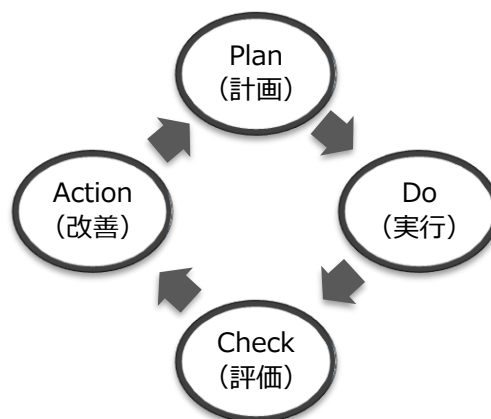 Plan
（計画）
Do
（実行）
Check
（評価）
Action
（改善）